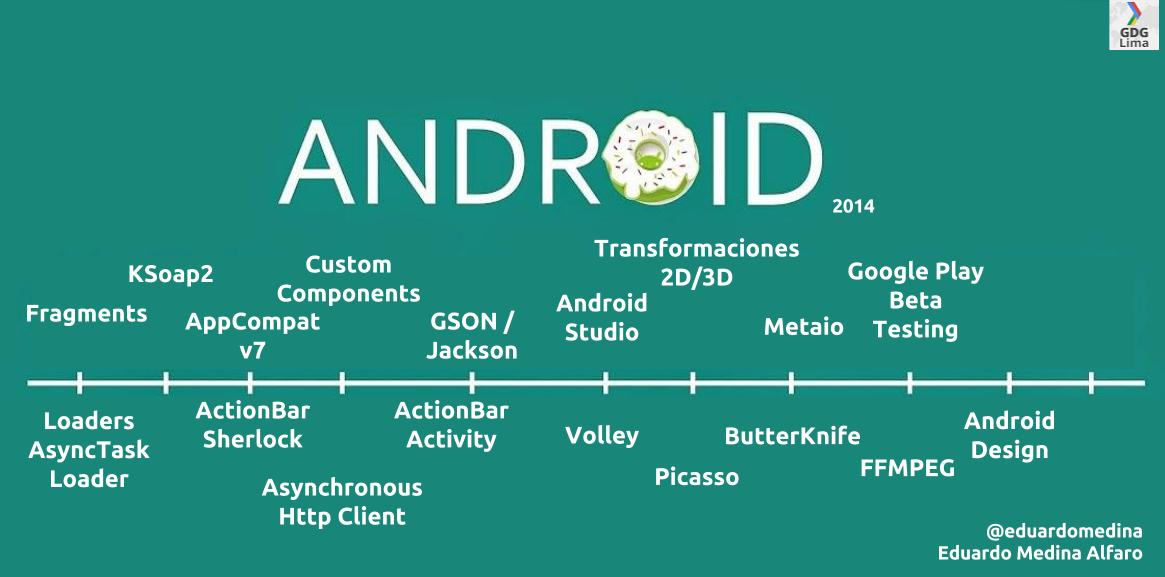 GDG
Lima
ANDROID
2014
Transformaciones
2D/3D
KSoap2
Custom
Components
Google Play
Beta
Testing
Fragments
AppCompat
v7
GSON /
Jackson
Android
Studio
Metaio
Loaders
AsyncTask
Loader
ActionBar
Sherlock
ActionBar
Activity
Volley
ButterKnife
Android
Design
Asynchronous
Http Client
Picasso
FFMPEG
@eduardomedina
Eduardo Medina Alfaro